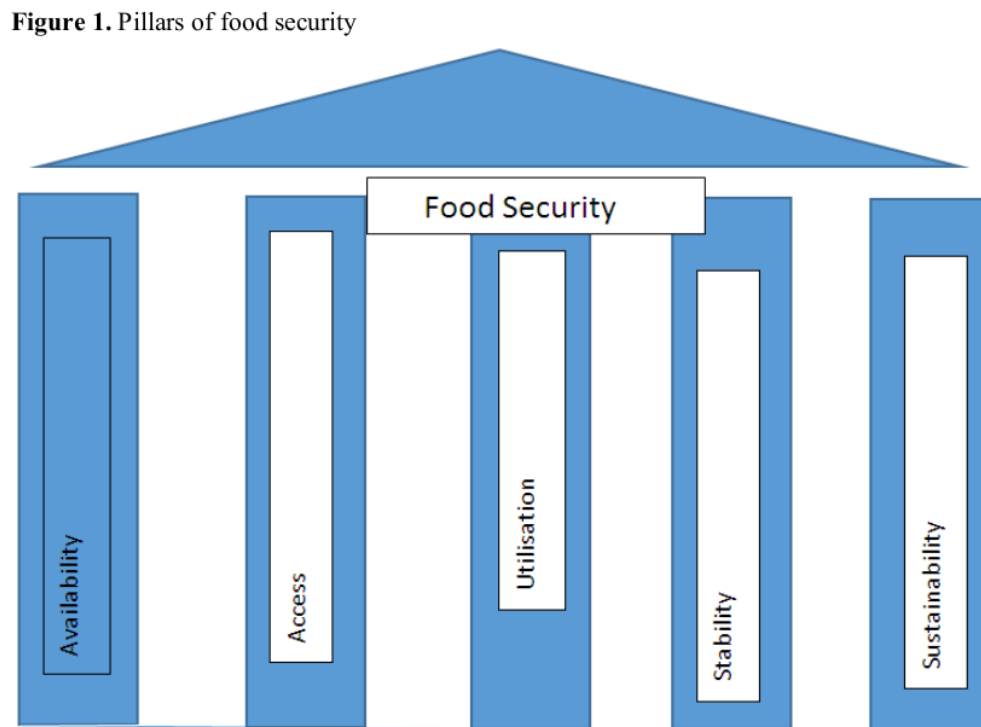 Figure 1. Pillars of food security
Food Security
Availability
Access
Utilisation
Stability
Sustainability